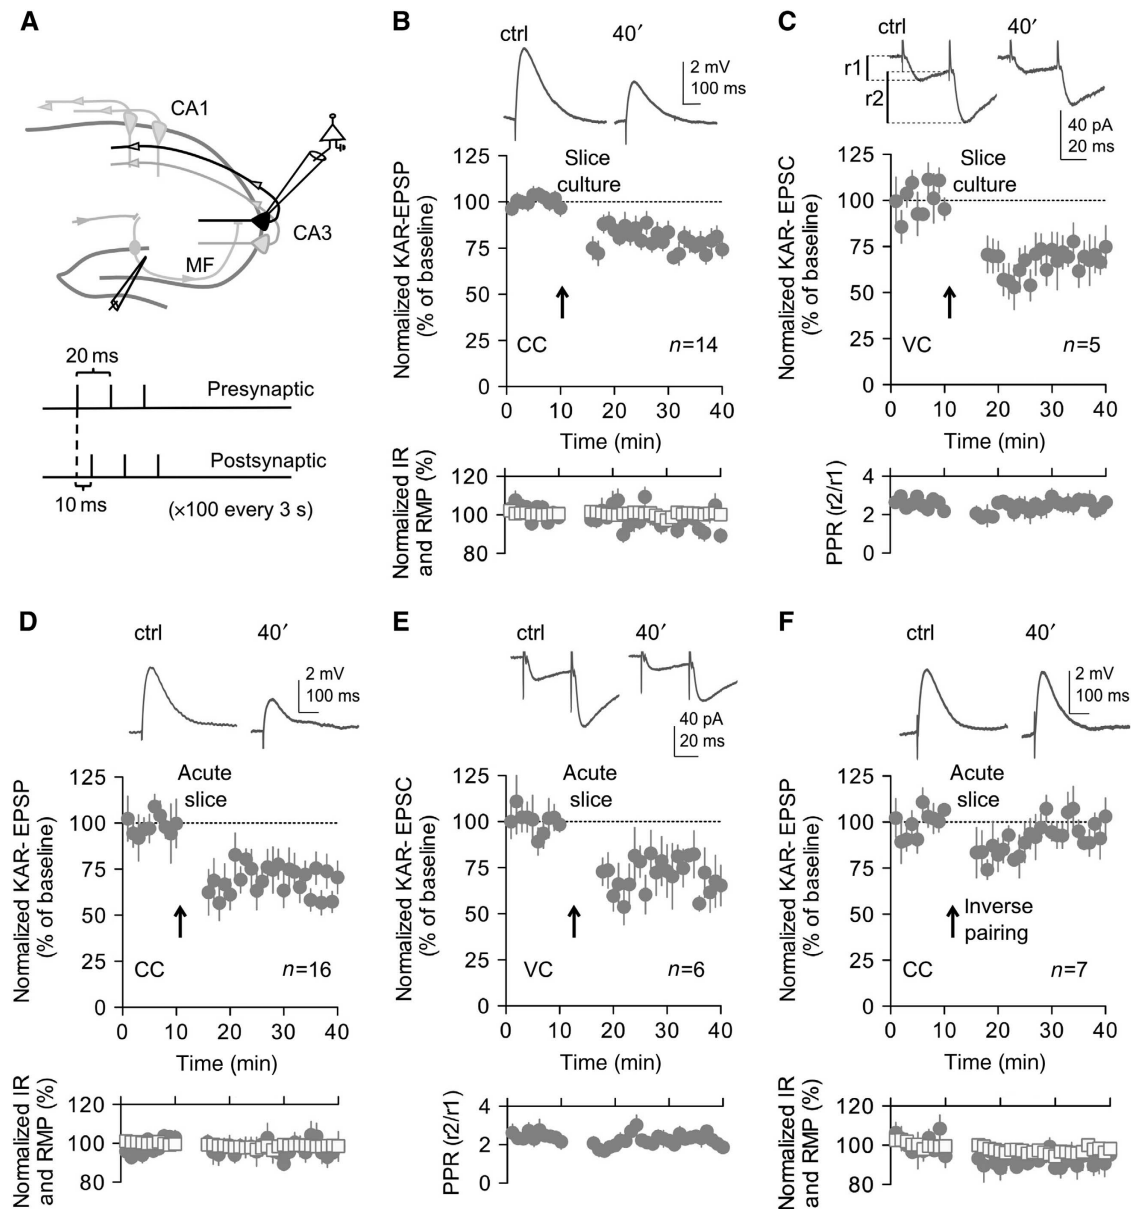 A
CA1
CA3
MF
20 ms
Presynaptic
Postsynaptic
10 ms
(×100 every 3 s)
B
ctrl
40′
2 mV
100 ms
Normalized KAR-EPSP
(% of baseline)
125
100
75
50
25
0
Slice
culture
CC
n=14
0
10
20
30
40
Time (min)
Normalized IR
and RMP (%)
120
100
80
C
ctrl
40′
r1
r2
40 pA
20 ms
Normalized KAR- EPSC
(% of baseline)
125
100
75
50
25
0
Slice
culture
VC
n=5
0
10
20
30
40
Time (min)
PPR (r2/r1)
4
2
0
D
ctrl
40′
2 mV
100 ms
Normalized KAR- EPSP
(% of baseline)
125
100
75
50
25
0
Acute
slice
CC
n=16
0
10
20
30
40
Time (min)
Normalized IR
and RMP (%)
120
100
80
E
ctrl
40′
40 pA
20 ms
Normalized KAR- EPSC
(% of baseline)
125
100
75
50
25
0
Acute
slice
VC
n=6
0
10
20
30
40
Time (min)
PPR (r2/r1)
4
2
0
F
ctrl
40′
2 mV
100 ms
Normalized KAR- EPSP
(% of baseline)
125
100
75
50
25
0
Acute
slice
Inverse
pairing
CC
n=7
0
10
20
30
40
Time (min)
Normalized IR
and RMP (%)
120
100
80